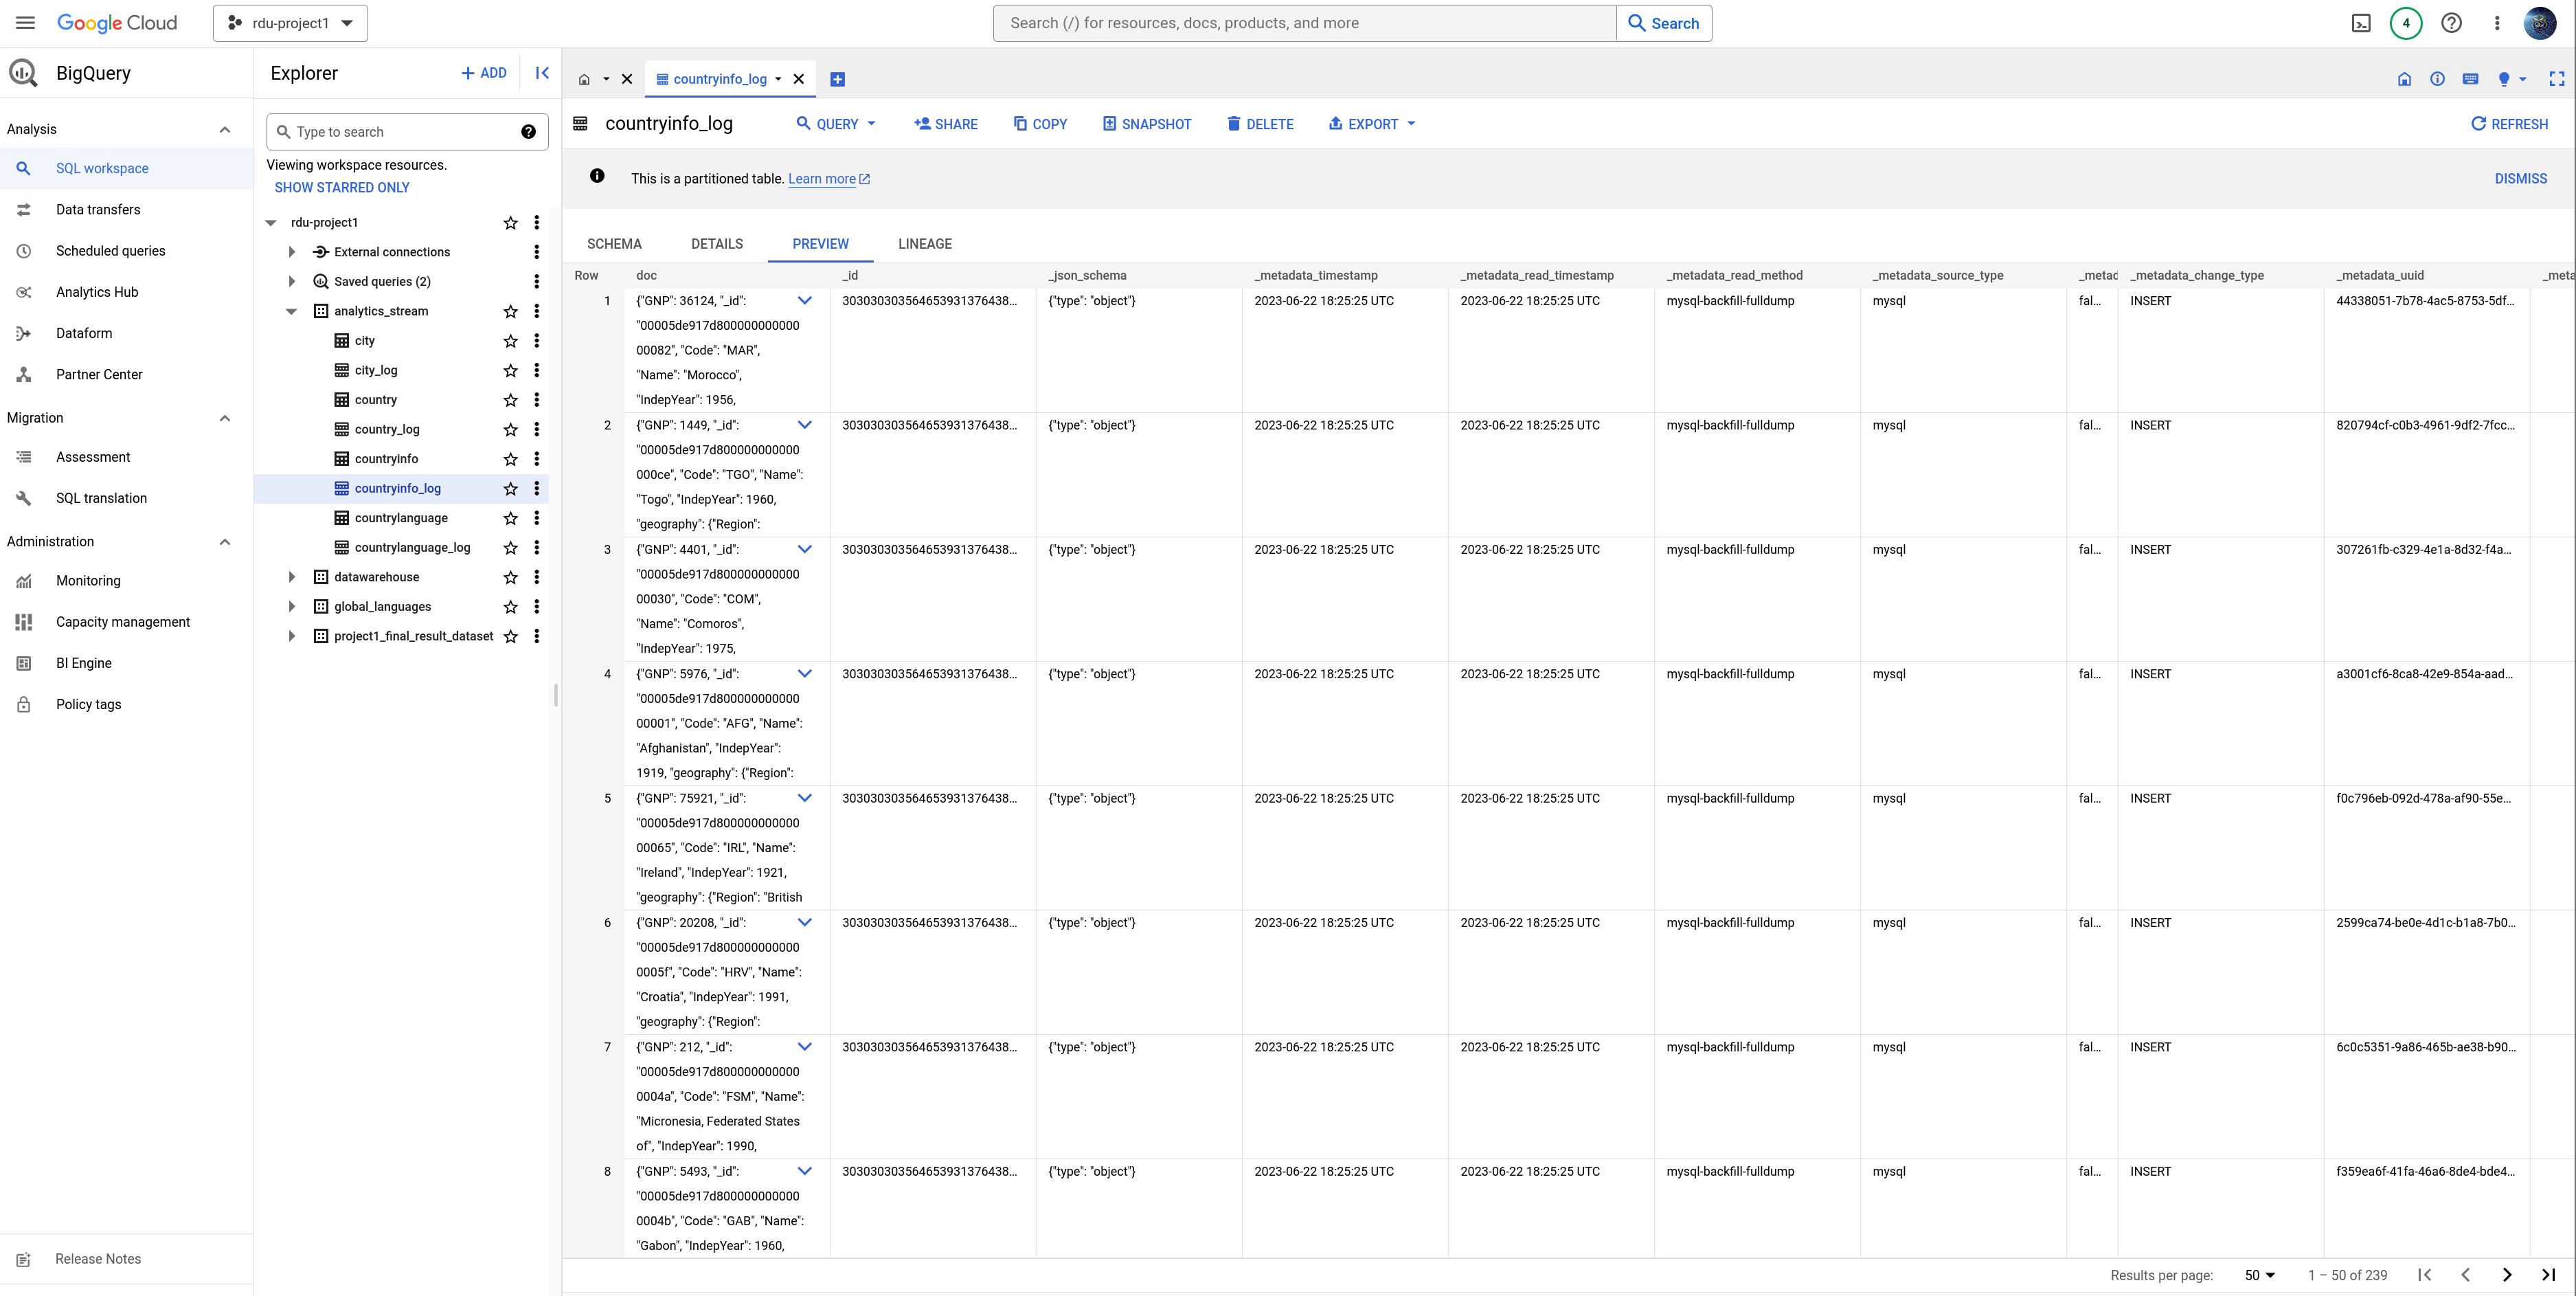 Google Cloud
rdu-project1
Search (/) for resources, docs, products, and more
Search
4
BigQuery
Analysis
SQL workspace
Data transfers
Scheduled queries
Analytics Hub
Dataform
Partner Center
Migration
Assessment
SQL translation
Administration
Monitoring
Capacity management
BI Engine
Policy tags
Release Notes
Explorer
ADD
Type to search
Viewing workspace resources.
SHOW STARRED ONLY
rdu-project1
External connections
Saved queries (2)
analytics_stream
city
city_log
country
country_log
countryinfo
countryinfo_log
countrylanguage
countrylanguage_log
datawarehouse
global_languages
project1_final_result_dataset
countryinfo_log
countryinfo_log
QUERY
SHARE
COPY
SNAPSHOT
DELETE
EXPORT
REFRESH
This is a partitioned table. Learn more
DISMISS
SCHEMA DETAILS PREVIEW LINEAGE
Row doc _id _json_schema _metadata_timestamp _metadata_read_timestamp _metadata_read_method _metadata_source_type _metad _metadata_change_type _metadata_uuid _meta
1 {"GNP": 36124, "_id": 303030303564653931376438... {"type": "object"} 2023-06-22 18:25:25 UTC 2023-06-22 18:25:25 UTC mysql-backfill-fulldump mysql fal... INSERT 44338051-7b78-4ac5-8753-5df...
"00005de917d8000000000000
00082", "Code": "MAR",
"Name": "Morocco",
"IndepYear": 1956,
2 {"GNP": 1449, "_id": 303030303564653931376438... {"type": "object"} 2023-06-22 18:25:25 UTC 2023-06-22 18:25:25 UTC mysql-backfill-fulldump mysql fal... INSERT 820794cf-c0b3-4961-9df2-7fcc...
"00005de917d8000000000000
000ce", "Code": "TGO", "Name":
"Togo", "IndepYear": 1960,
"geography": {"Region":
3 {"GNP": 4401, "_id": 303030303564653931376438... {"type": "object"} 2023-06-22 18:25:25 UTC 2023-06-22 18:25:25 UTC mysql-backfill-fulldump mysql fal... INSERT 307261fb-c329-4e1a-8d32-f4a...
"00005de917d8000000000000
00030", "Code": "COM",
"Name": "Comoros",
"IndepYear": 1975,
4 {"GNP": 5976, "_id": 303030303564653931376438... {"type": "object"} 2023-06-22 18:25:25 UTC 2023-06-22 18:25:25 UTC mysql-backfill-fulldump mysql fal... INSERT a3001cf6-8ca8-42e9-854a-aad...
"00005de917d8000000000000
00001", "Code": "AFG", "Name":
"Afghanistan", "IndepYear":
1919, "geography": {"Region":
5 {"GNP": 75921, "_id": 303030303564653931376438... {"type": "object"} 2023-06-22 18:25:25 UTC 2023-06-22 18:25:25 UTC mysql-backfill-fulldump mysql fal... INSERT f0c796eb-092d-478a-af90-55e...
"00005de917d8000000000000
00065", "Code": "IRL", "Name":
"Ireland", "IndepYear": 1921,
"geography": {"Region": "British
6 {"GNP": 20208, "_id": 303030303564653931376438... {"type": "object"} 2023-06-22 18:25:25 UTC 2023-06-22 18:25:25 UTC mysql-backfill-fulldump mysql fal... INSERT 2599ca74-be0e-4d1c-b1a8-7b0...
"00005de917d8000000000000
0005f", "Code": "HRV", "Name":
"Croatia", "IndepYear": 1991,
"geography": {"Region":
7 {"GNP": 212, "_id": 303030303564653931376438... {"type": "object"} 2023-06-22 18:25:25 UTC 2023-06-22 18:25:25 UTC mysql-backfill-fulldump mysql fal... INSERT 6c0c5351-9a86-465b-ae38-b90...
"00005de917d8000000000000
0004a", "Code": "FSM", "Name":
"Micronesia, Federated States
of", "IndepYear": 1990,
8 {"GNP": 5493, "_id": 303030303564653931376438... {"type": "object"} 2023-06-22 18:25:25 UTC 2023-06-22 18:25:25 UTC mysql-backfill-fulldump mysql fal... INSERT f359ea6f-41fa-46a6-8de4-bde4...
"00005de917d8000000000000
0004b", "Code": "GAB", "Name":
"Gabon", "IndepYear": 1960,
Results per page: 50 1 – 50 of 239